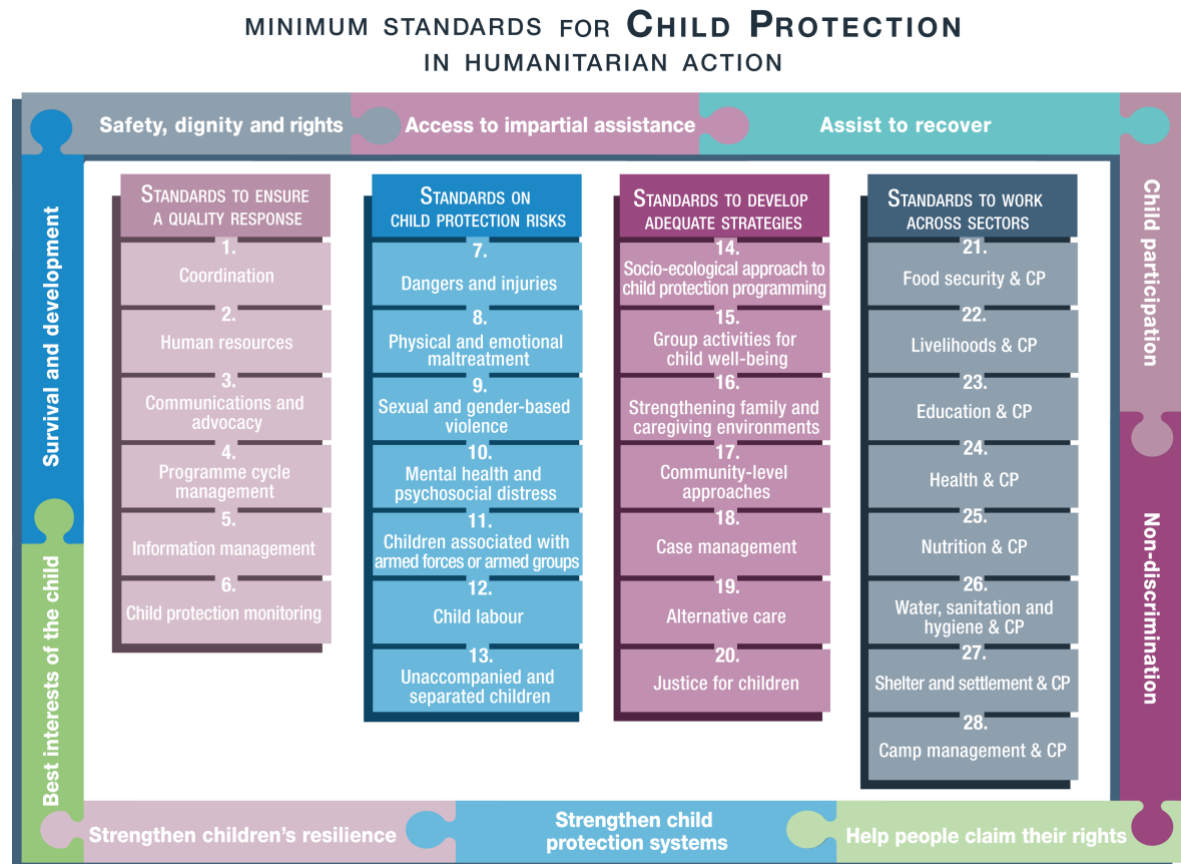 MINIMUM STANDARDS FOR CHILD PROTECTION
IN HUMANITARIAN ACTION
Safety, dignity and rights
Access to impartial assistance
Assist to recover
Survival and development
Best interests of the child
STANDARDS TO ENSURE
A QUALITY RESPONSE
1.
Coordination
2.
Human resources
3.
Communications and
advocacy
4.
Programme cycle
management
5.
Information management
6.
Child protection monitoring
STANDARDS ON
CHILD PROTECTION RISKS
7.
Dangers and injuries
8.
Physical and emotional
maltreatment
9.
Sexual and gender-based
violence
10.
Mental health and
psychosocial distress
11.
Children associated with
armed forces or armed groups
12.
Child labour
13.
Unaccompanied and
separated children
STANDARDS TO DEVELOP
ADEQUATE STRATEGIES
14.
Socio-ecological approach to
child protection programming
15.
Group activities for
child well-being
16.
Strengthening family and
caregiving environments
17.
Community-level
approaches
18.
Case management
19.
Alternative care
20.
Justice for children
STANDARDS TO WORK
ACROSS SECTORS
21.
Food security & CP
22.
Livelihoods & CP
23.
Education & CP
24.
Health & CP
25.
Nutrition & CP
26.
Water, sanitation and
hygiene & CP
27.
Shelter and settlement & CP
28.
Camp management & CP
Child participation
Non-discrimination
Strengthen children’s resilience
Strengthen child
protection systems
Help people claim their rights